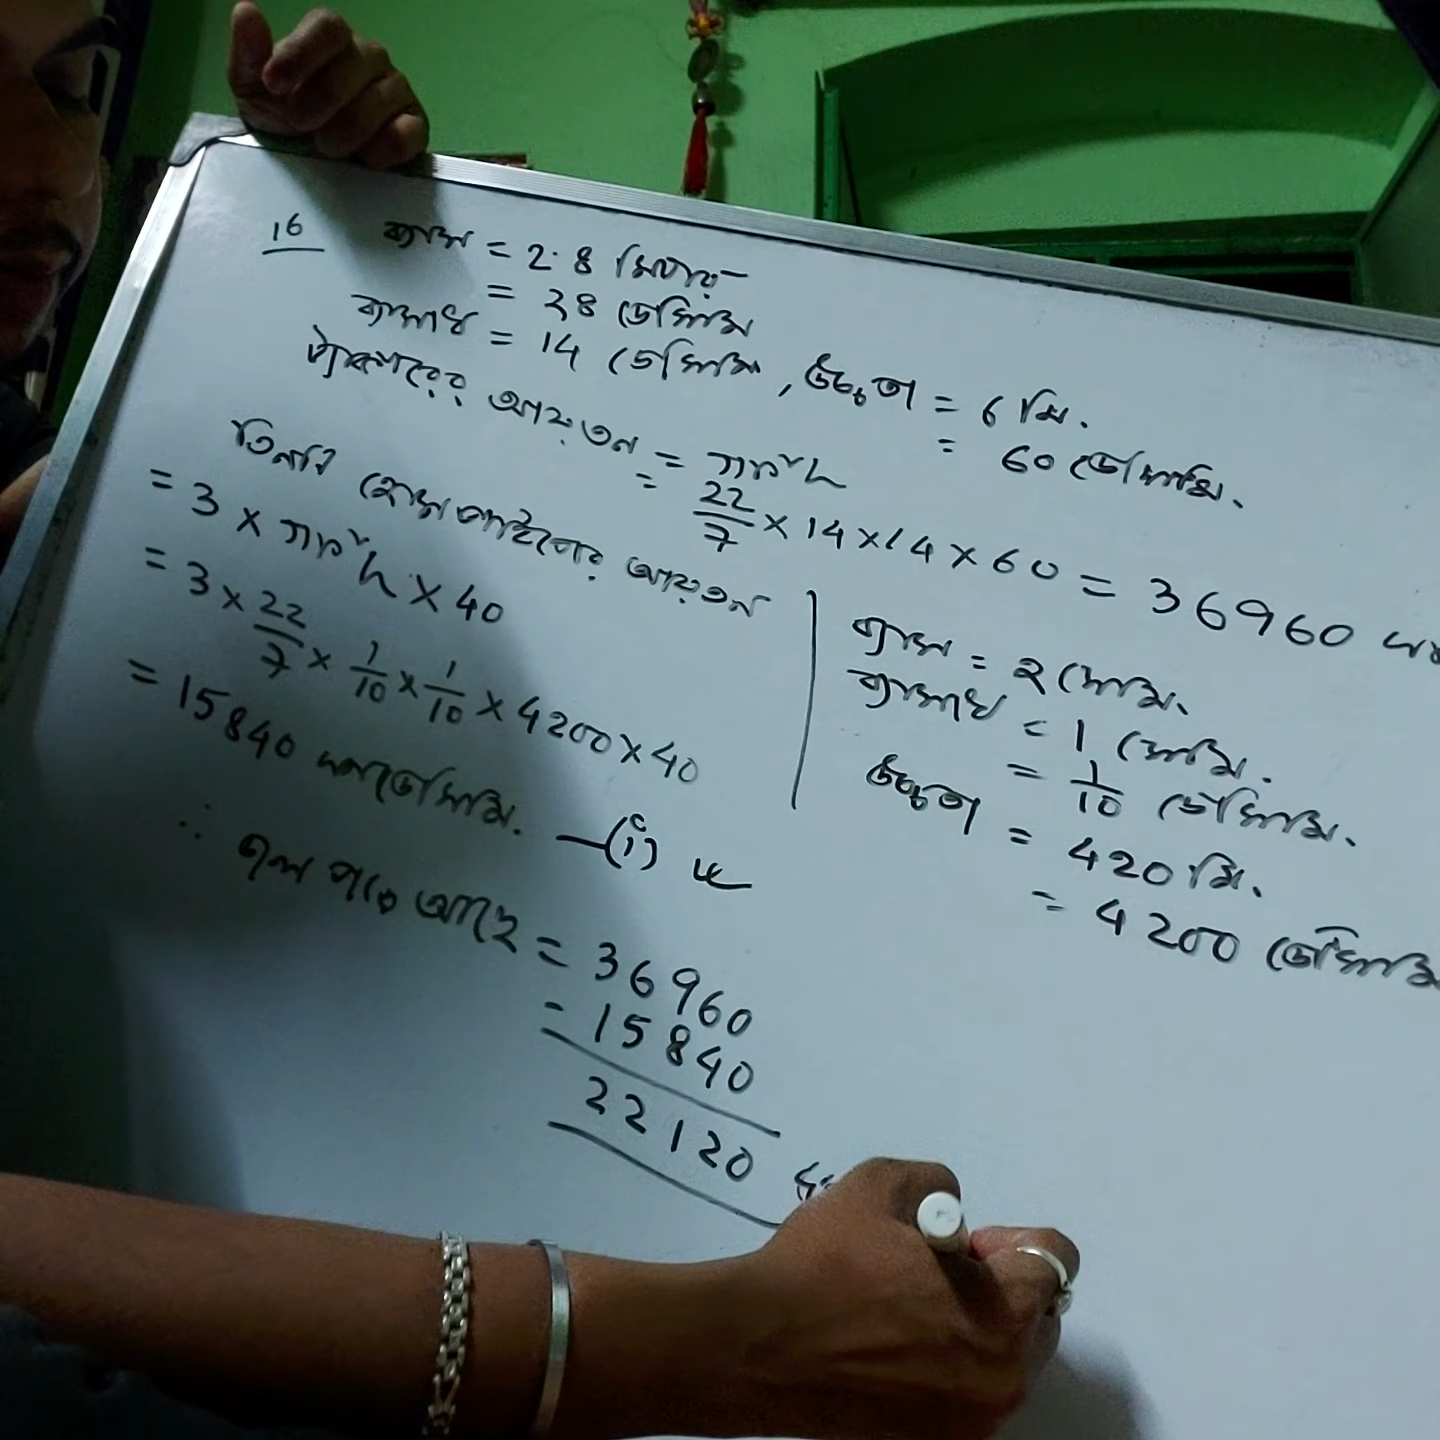 16 ব্যাস = 2.8 মিটার
= 28 ডেসিমি
ব্যাসার্ধ = 14 ডেসিমি, উচ্চতা = 6 মি.
= 60 ডেসিমি.
ট্যাঙ্কারের আয়তন = πr²h
= 22/7 × 14 × 14 × 60 = 36960 ঘন
তিনটি হোস পাইপের আয়তন
= 3 × πr²h × 40
= 3 × 22/7 × 1/10 × 1/10 × 4200 × 40
= 15840 ঘনডেসিমি. —(i)
ব্যাস = 2 সেমি.
ব্যাসার্ধ = 1 সেমি.
= 1/10 ডেসিমি.
উচ্চতা = 420 মি.
= 4200 ডেসিমি
∴ জল পড়ে আছে = 36960
- 15840
22120